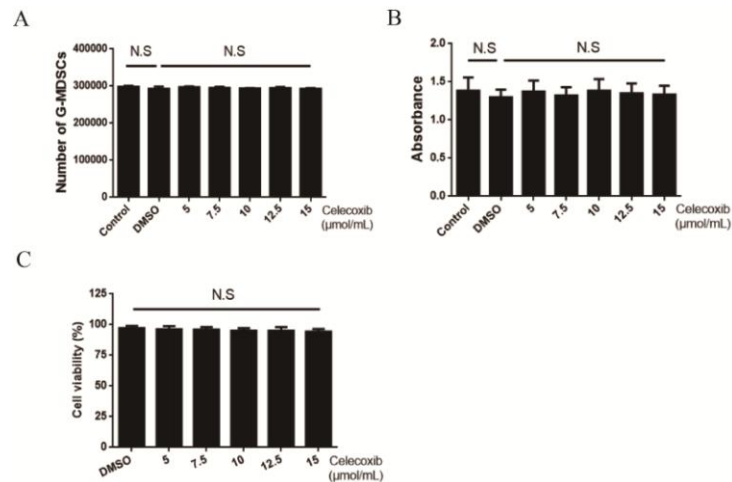 A
N.S N.S
Number of G-MDSCs
400000
300000
200000
100000
0
Control DMSO 5 7.5 10 12.5 15
Celecoxib
(μmol/mL)
B
N.S N.S
Absorbance
2.0
1.5
1.0
0.5
0.0
Control DMSO 5 7.5 10 12.5 15
Celecoxib
(μmol/mL)
C
N.S
Cell viability (%)
125
100
75
50
25
0
DMSO 5 7.5 10 12.5 15
Celecoxib
(μmol/mL)